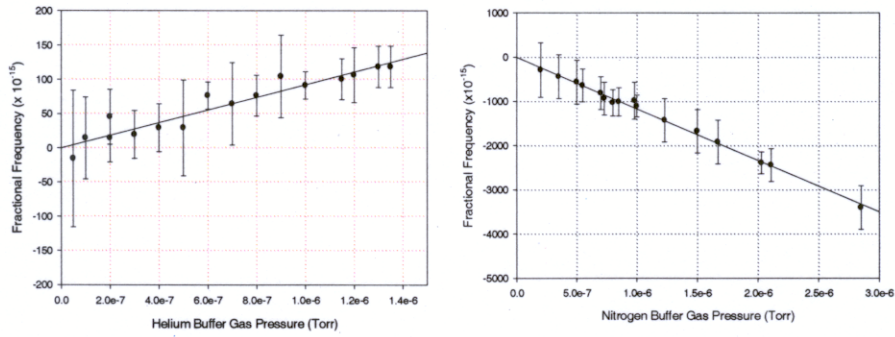 200
150
100
50
0
-50
-100
-150
-200
Fractional Frequency (x 10⁻¹⁵)
0.0 2.0e-7 4.0e-7 6.0e-7 8.0e-7 1.0e-6 1.2e-6 1.4e-6
Helium Buffer Gas Pressure (Torr)
1000
0
-1000
-2000
-3000
-4000
-5000
Fractional Frequency (x10⁻¹⁵)
0.0 5.0e-7 1.0e-6 1.5e-6 2.0e-6 2.5e-6 3.0e-6
Nitrogen Buffer Gas Pressure (Torr)